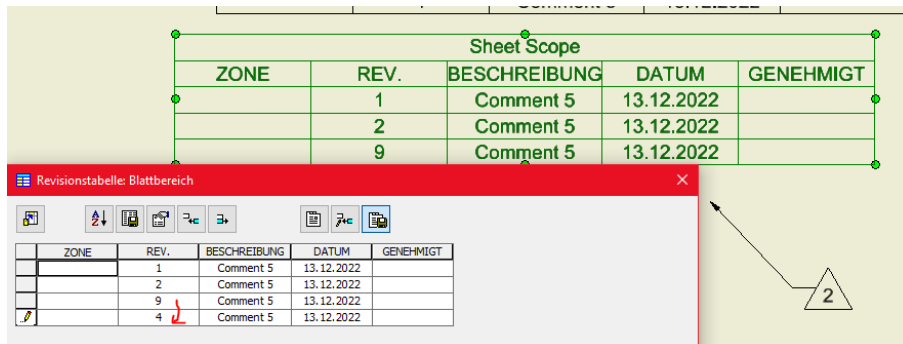 Sheet Scope
ZONE REV. BESCHREIBUNG DATUM GENEHMIGT
1 Comment 5 13.12.2022
2 Comment 5 13.12.2022
9 Comment 5 13.12.2022
Revisionstabelle: Blattbereich
ZONE REV. BESCHREIBUNG DATUM GENEHMIGT
1 Comment 5 13.12.2022
2 Comment 5 13.12.2022
9 Comment 5 13.12.2022
4 Comment 5 13.12.2022
2